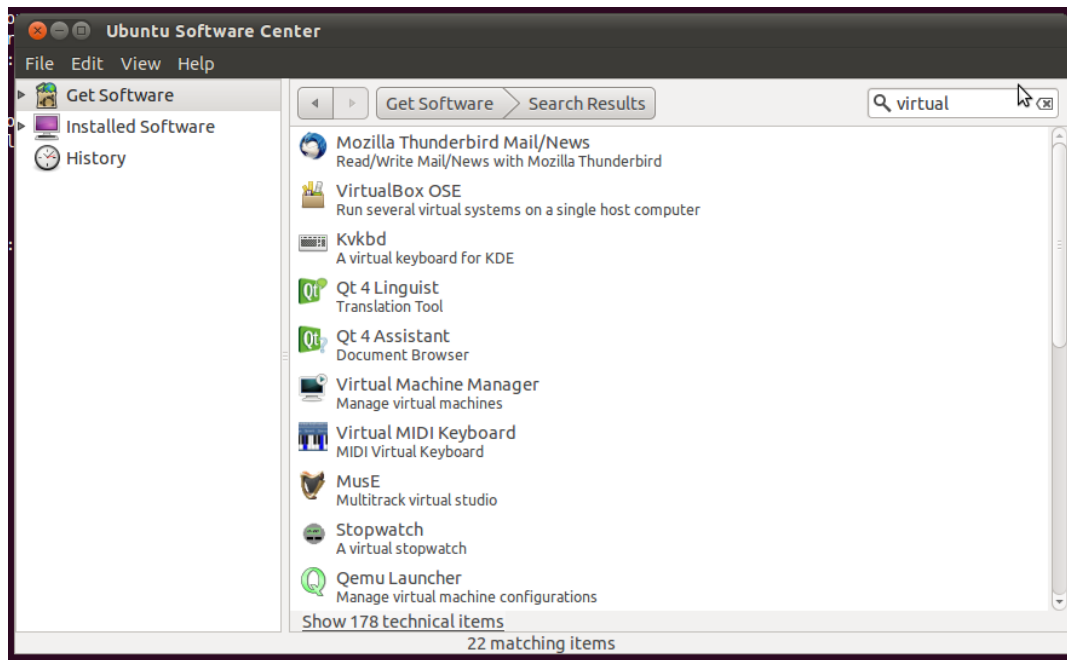 Ubuntu Software Center
File Edit View Help
Get Software
Installed Software
History
Get Software Search Results
virtual
Mozilla Thunderbird Mail/News
Read/Write Mail/News with Mozilla Thunderbird
VirtualBox OSE
Run several virtual systems on a single host computer
Kvkbd
A virtual keyboard for KDE
Qt 4 Linguist
Translation Tool
Qt 4 Assistant
Document Browser
Virtual Machine Manager
Manage virtual machines
Virtual MIDI Keyboard
MIDI Virtual Keyboard
MusE
Multitrack virtual studio
Stopwatch
A virtual stopwatch
Qemu Launcher
Manage virtual machine configurations
Show 178 technical items
22 matching items